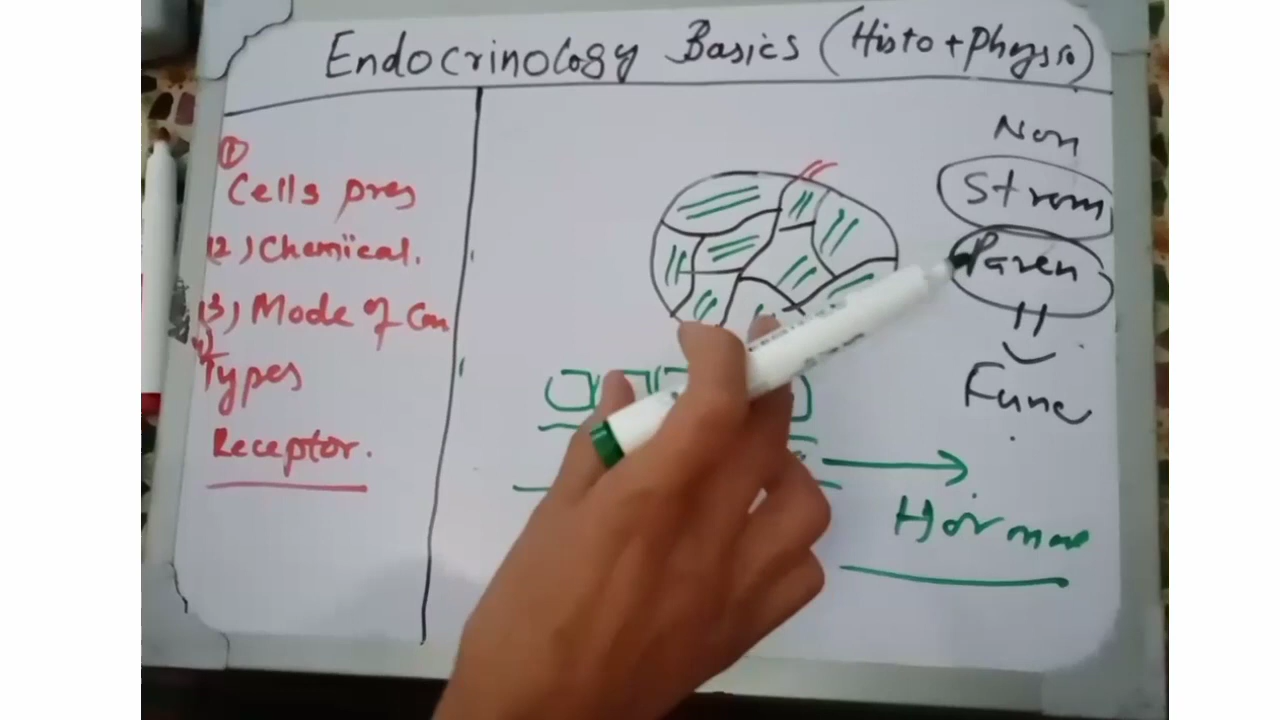 Endocrinology Basics (Histo + Physio)
①
Cells pres
(2) Chemical.
(3) Mode of Com
4)
Types
Receptor.
Non
Strom
Paren
Func
Hormone